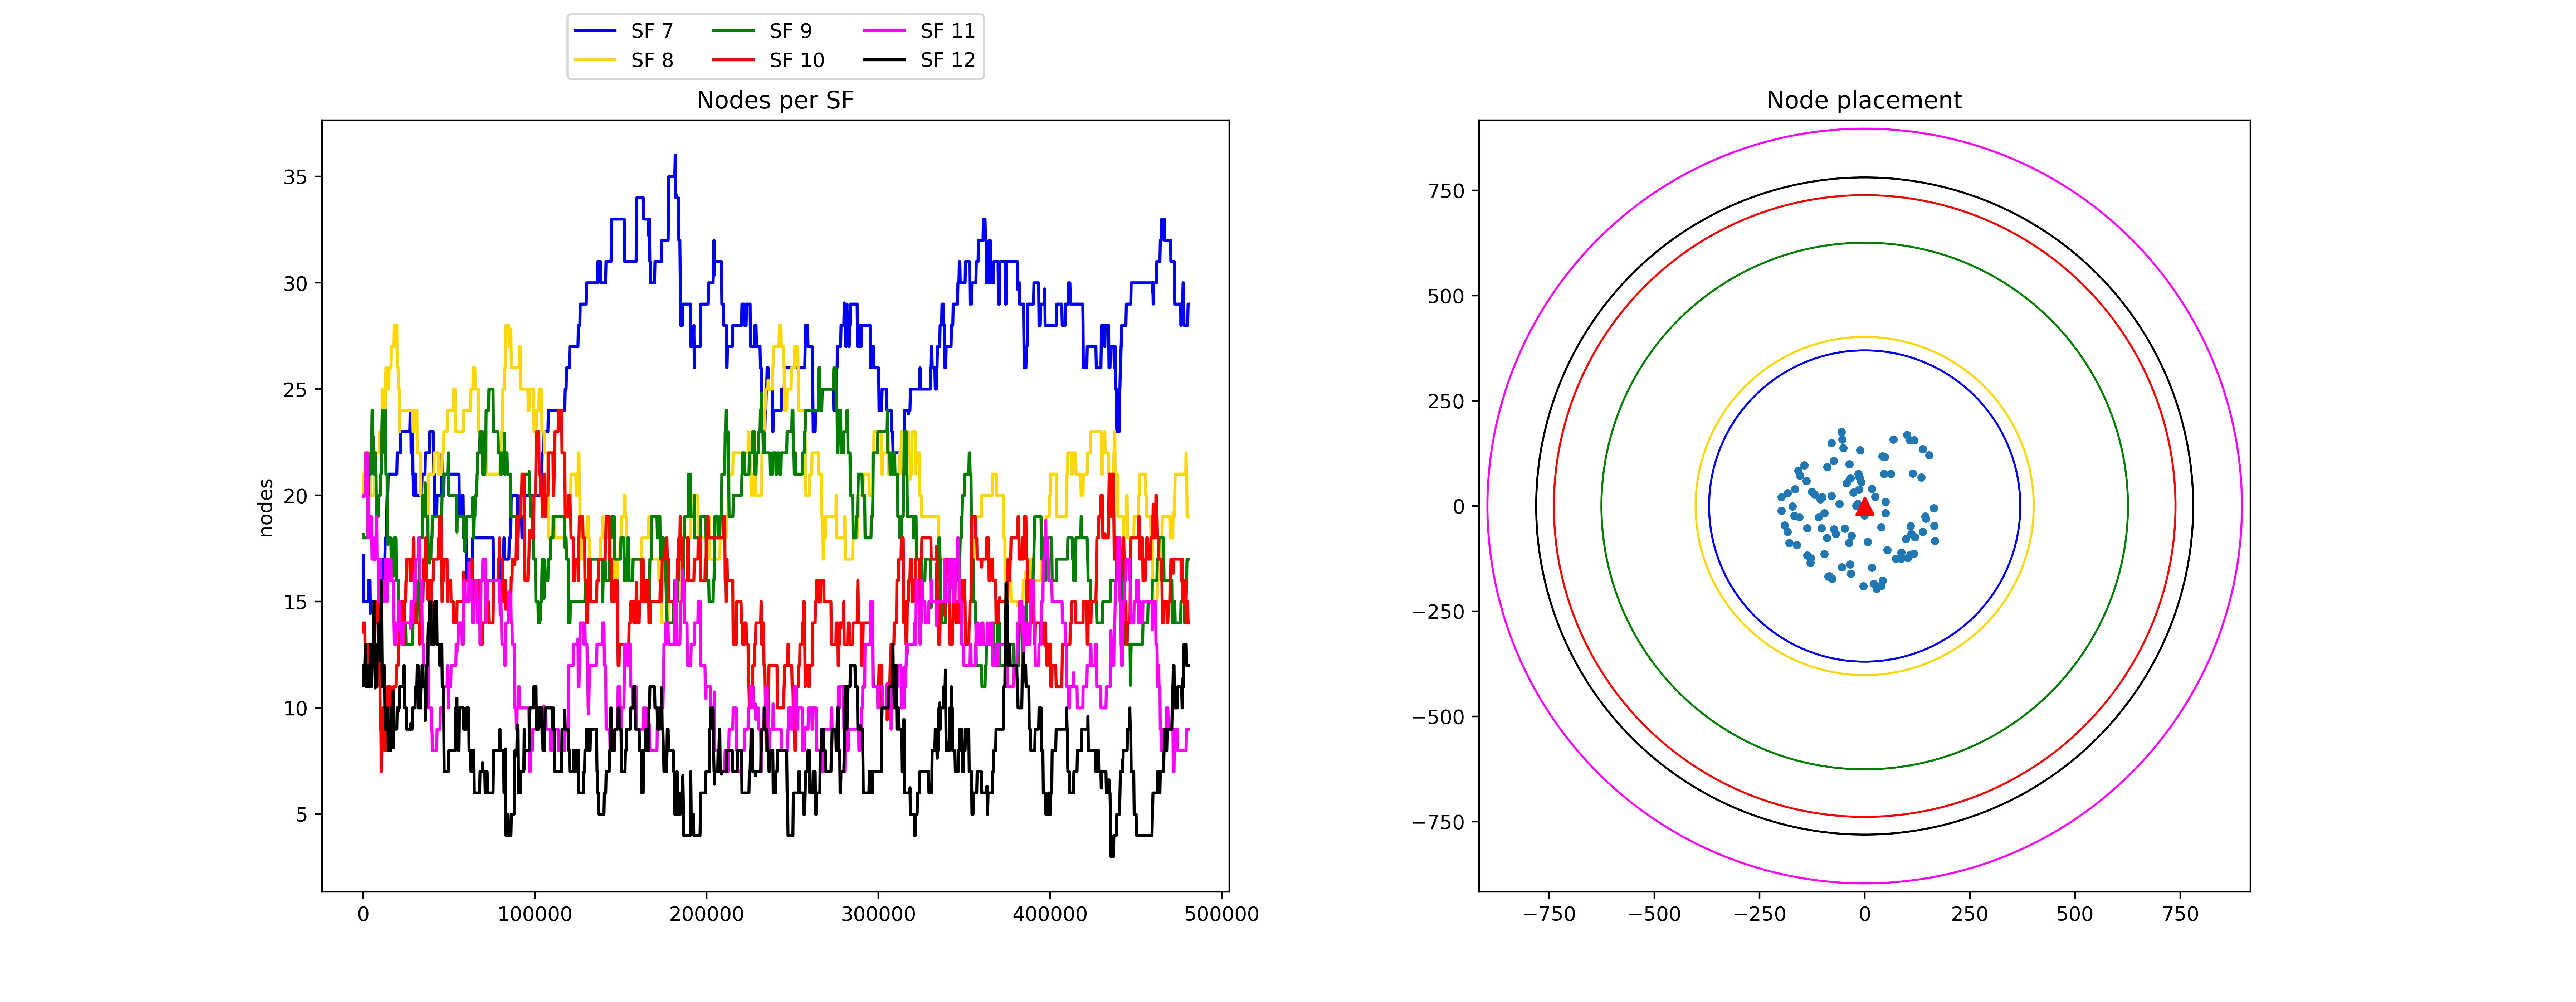 SF 7 SF 9 SF 11
SF 8 SF 10 SF 12
Nodes per SF
nodes
35
30
25
20
15
10
5
0 100000 200000 300000 400000 500000
Node placement
750
500
250
0
−250
−500
−750
−750 −500 −250 0 250 500 750